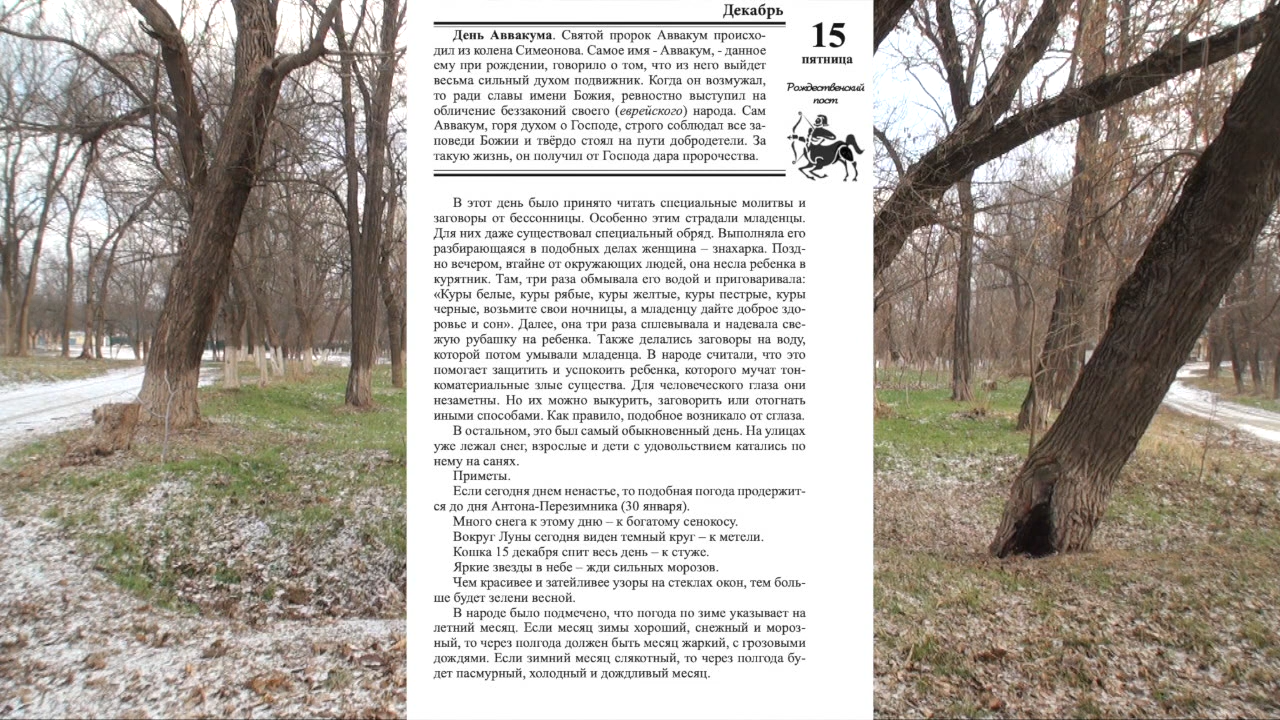 Декабрь
День Аввакума. Святой пророк Аввакум происхо-
дил из колена Симеонова. Самое имя - Аввакум, - данное
ему при рождении, говорило о том, что из него выйдет
весьма сильный духом подвижник. Когда он возмужал,
то ради славы имени Божия, ревностно выступил на
обличение беззаконий своего (еврейского) народа. Сам
Аввакум, горя духом о Господе, строго соблюдал все за-
поведи Божии и твёрдо стоял на пути добродетели. За
такую жизнь, он получил от Господа дара пророчества.
15
пятница
Рождественский
пост
В этот день было принято читать специальные молитвы и
заговоры от бессонницы. Особенно этим страдали младенцы.
Для них даже существовал специальный обряд. Выполняла его
разбирающаяся в подобных делах женщина – знахарка. Позд-
но вечером, втайне от окружающих людей, она несла ребенка в
курятник. Там, три раза обмывала его водой и приговаривала:
«Куры белые, куры рябые, куры желтые, куры пестрые, куры
черные, возьмите свои ночницы, а младенцу дайте доброе здо-
ровье и сон». Далее, она три раза сплевывала и надевала све-
жую рубашку на ребенка. Также делались заговоры на воду,
которой потом умывали младенца. В народе считали, что это
помогает защитить и успокоить ребенка, которого мучат тон-
коматериальные злые существа. Для человеческого глаза они
незаметны. Но их можно выкурить, заговорить или отогнать
иными способами. Как правило, подобное возникало от сглаза.
В остальном, это был самый обыкновенный день. На улицах
уже лежал снег, взрослые и дети с удовольствием катались по
нему на санях.
Приметы.
Если сегодня днем ненастье, то подобная погода продержит-
ся до дня Антона-Перезимника (30 января).
Много снега к этому дню – к богатому сенокосу.
Вокруг Луны сегодня виден темный круг – к метели.
Кошка 15 декабря спит весь день – к стуже.
Яркие звезды в небе – жди сильных морозов.
Чем красивее и затейливее узоры на стеклах окон, тем боль-
ше будет зелени весной.
В народе было подмечено, что погода по зиме указывает на
летний месяц. Если месяц зимы хороший, снежный и мороз-
ный, то через полгода должен быть месяц жаркий, с грозовыми
дождями. Если зимний месяц слякотный, то через полгода бу-
дет пасмурный, холодный и дождливый месяц.